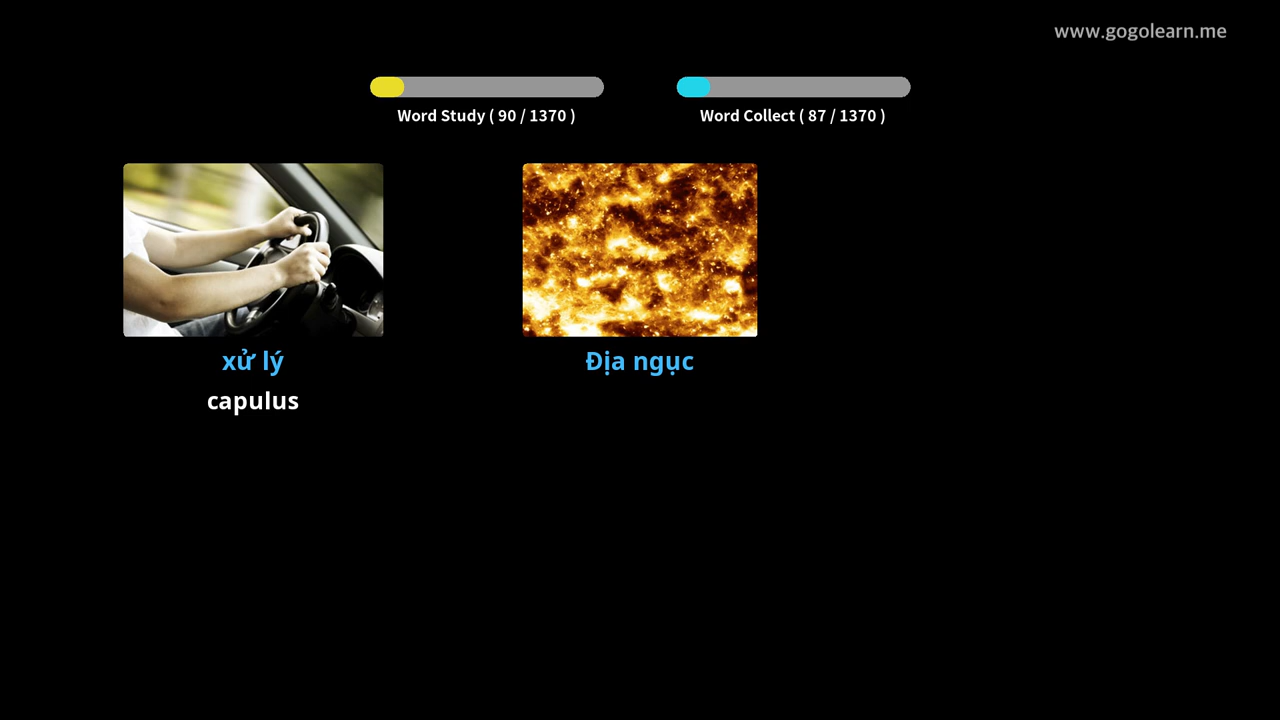 www.gogolearn.me
Word Study ( 90 / 1370 )
Word Collect ( 87 / 1370 )
xử lý
capulus
Địa ngục